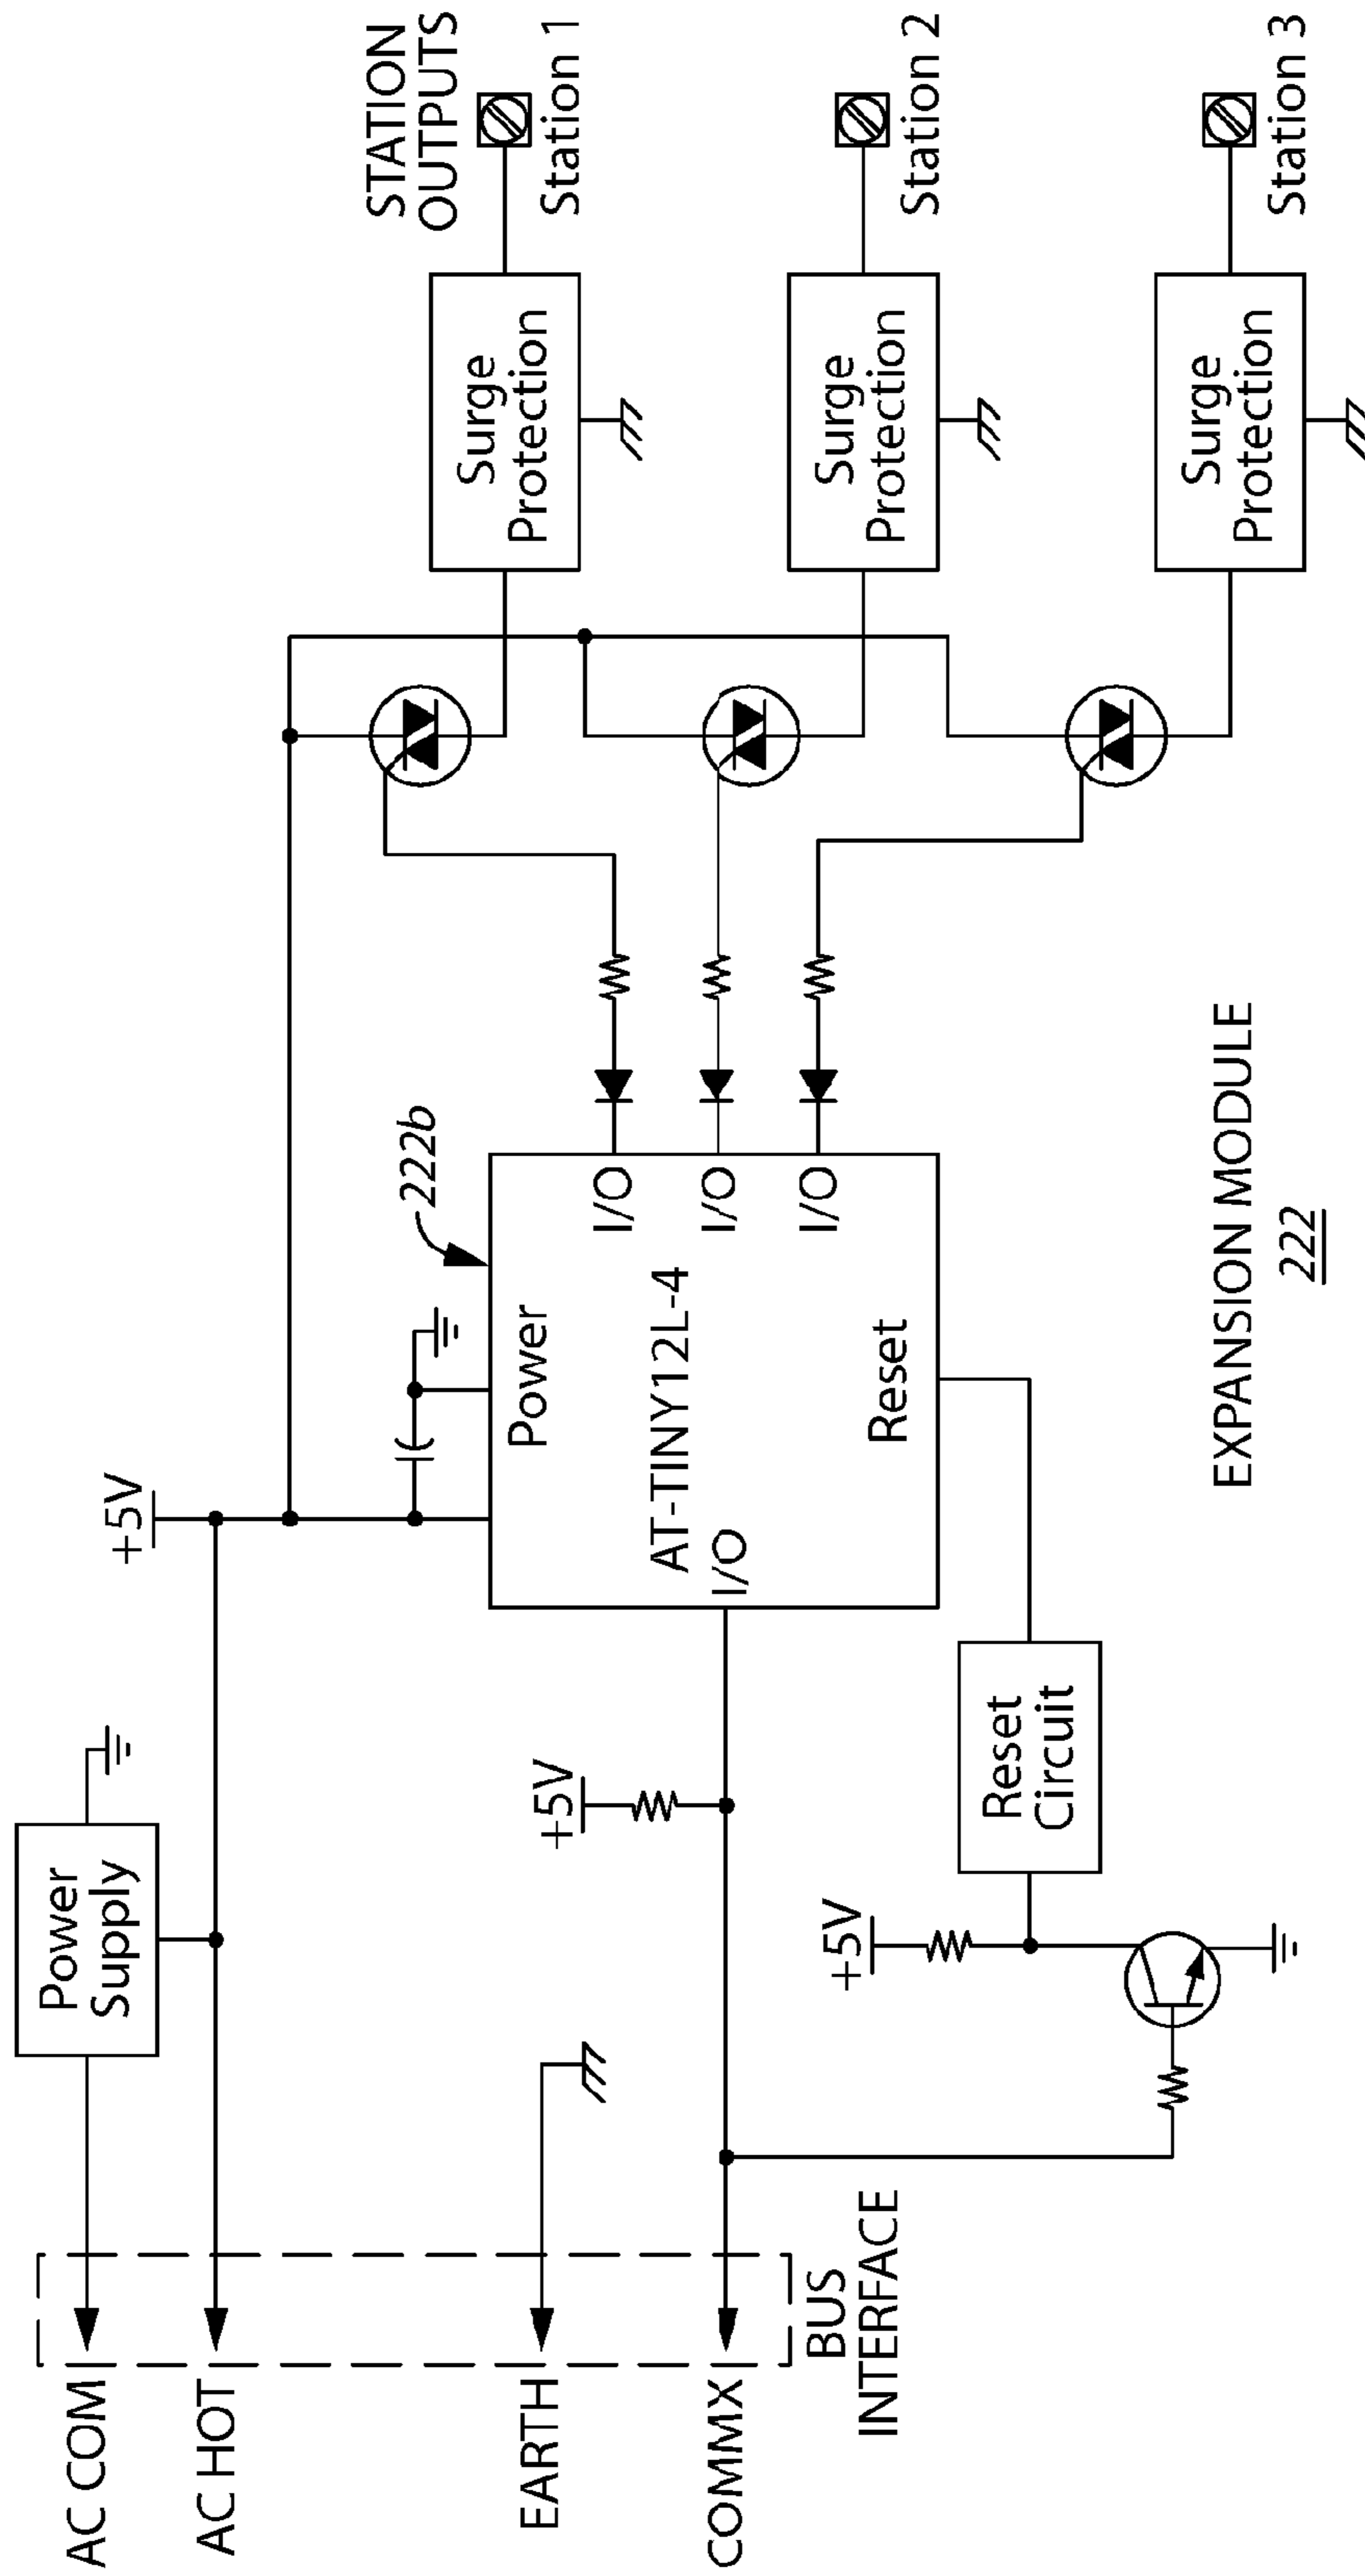 AC COM
AC HOT
EARTH
COMMX
BUS
INTERFACE
Power
Supply
+5V
+5V
+5V
Reset
Circuit
222b
Power
AT-TINY12L-4
I/O
Reset
I/O
I/O
I/O
Surge
Protection
Surge
Protection
Surge
Protection
STATION
OUTPUTS
Station 1
Station 2
Station 3
EXPANSION MODULE
222